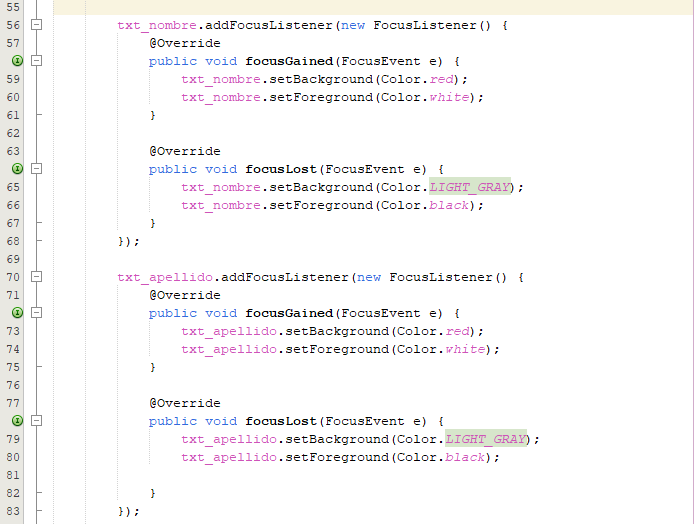 55
56 txt_nombre.addFocusListener(new FocusListener() {
57 @Override
public void focusGained(FocusEvent e) {
59 txt_nombre.setBackground(Color.red);
60 txt_nombre.setForeground(Color.white);
61 }
62
63 @Override
public void focusLost(FocusEvent e) {
65 txt_nombre.setBackground(Color.LIGHT_GRAY);
66 txt_nombre.setForeground(Color.black);
67 }
68 });
69
70 txt_apellido.addFocusListener(new FocusListener() {
71 @Override
public void focusGained(FocusEvent e) {
73 txt_apellido.setBackground(Color.red);
74 txt_apellido.setForeground(Color.white);
75 }
76
77 @Override
public void focusLost(FocusEvent e) {
79 txt_apellido.setBackground(Color.LIGHT_GRAY);
80 txt_apellido.setForeground(Color.black);
81
82 }
83 });